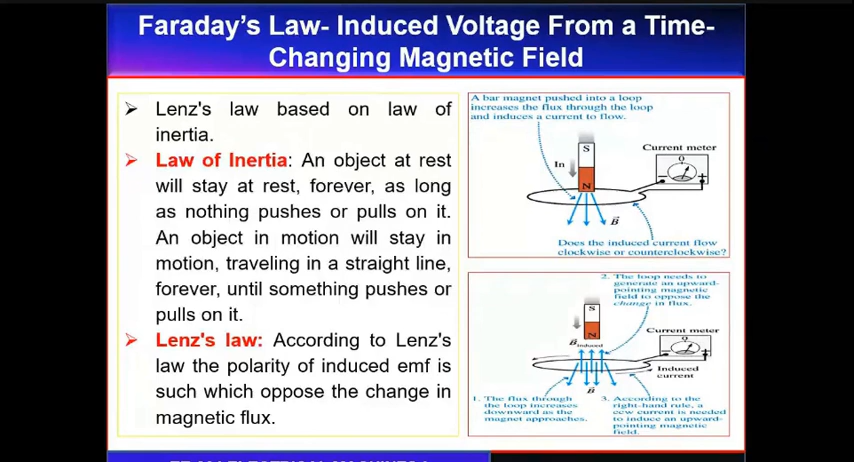 Faraday's Law- Induced Voltage From a Time-
Changing Magnetic Field
Lenz's law based on law of
inertia.
Law of Inertia: An object at rest
will stay at rest, forever, as long
as nothing pushes or pulls on it.
An object in motion will stay in
motion, traveling in a straight line,
forever, until something pushes or
pulls on it.
Lenz's law: According to Lenz's
law the polarity of induced emf is
such which oppose the change in
magnetic flux.
A bar magnet pushed into a loop
increases the flux through the loop
and induces a current to flow.
Current meter
S
0
In
− +
N
B
Does the induced current flow
clockwise or counterclockwise?
2. The loop needs to
generate an upward-
pointing magnetic
field to oppose the
change in flux.
S
N
Current meter
B induced
Induced
current
B
1. The flux through
the loop increases
downward as the
magnet approaches.
3. According to the
right-hand rule, a
ccw current is needed
to induce an upward-
pointing magnetic
field.